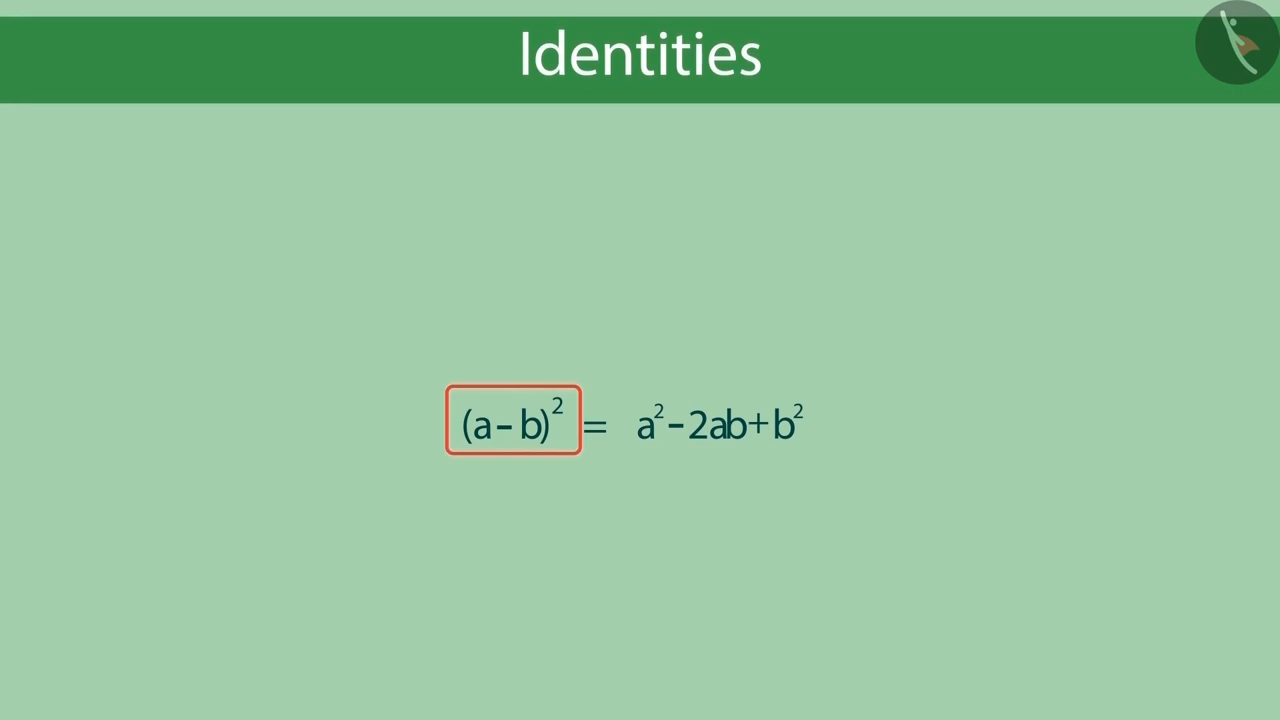 Identities
(a-b)² = a²-2ab+b²